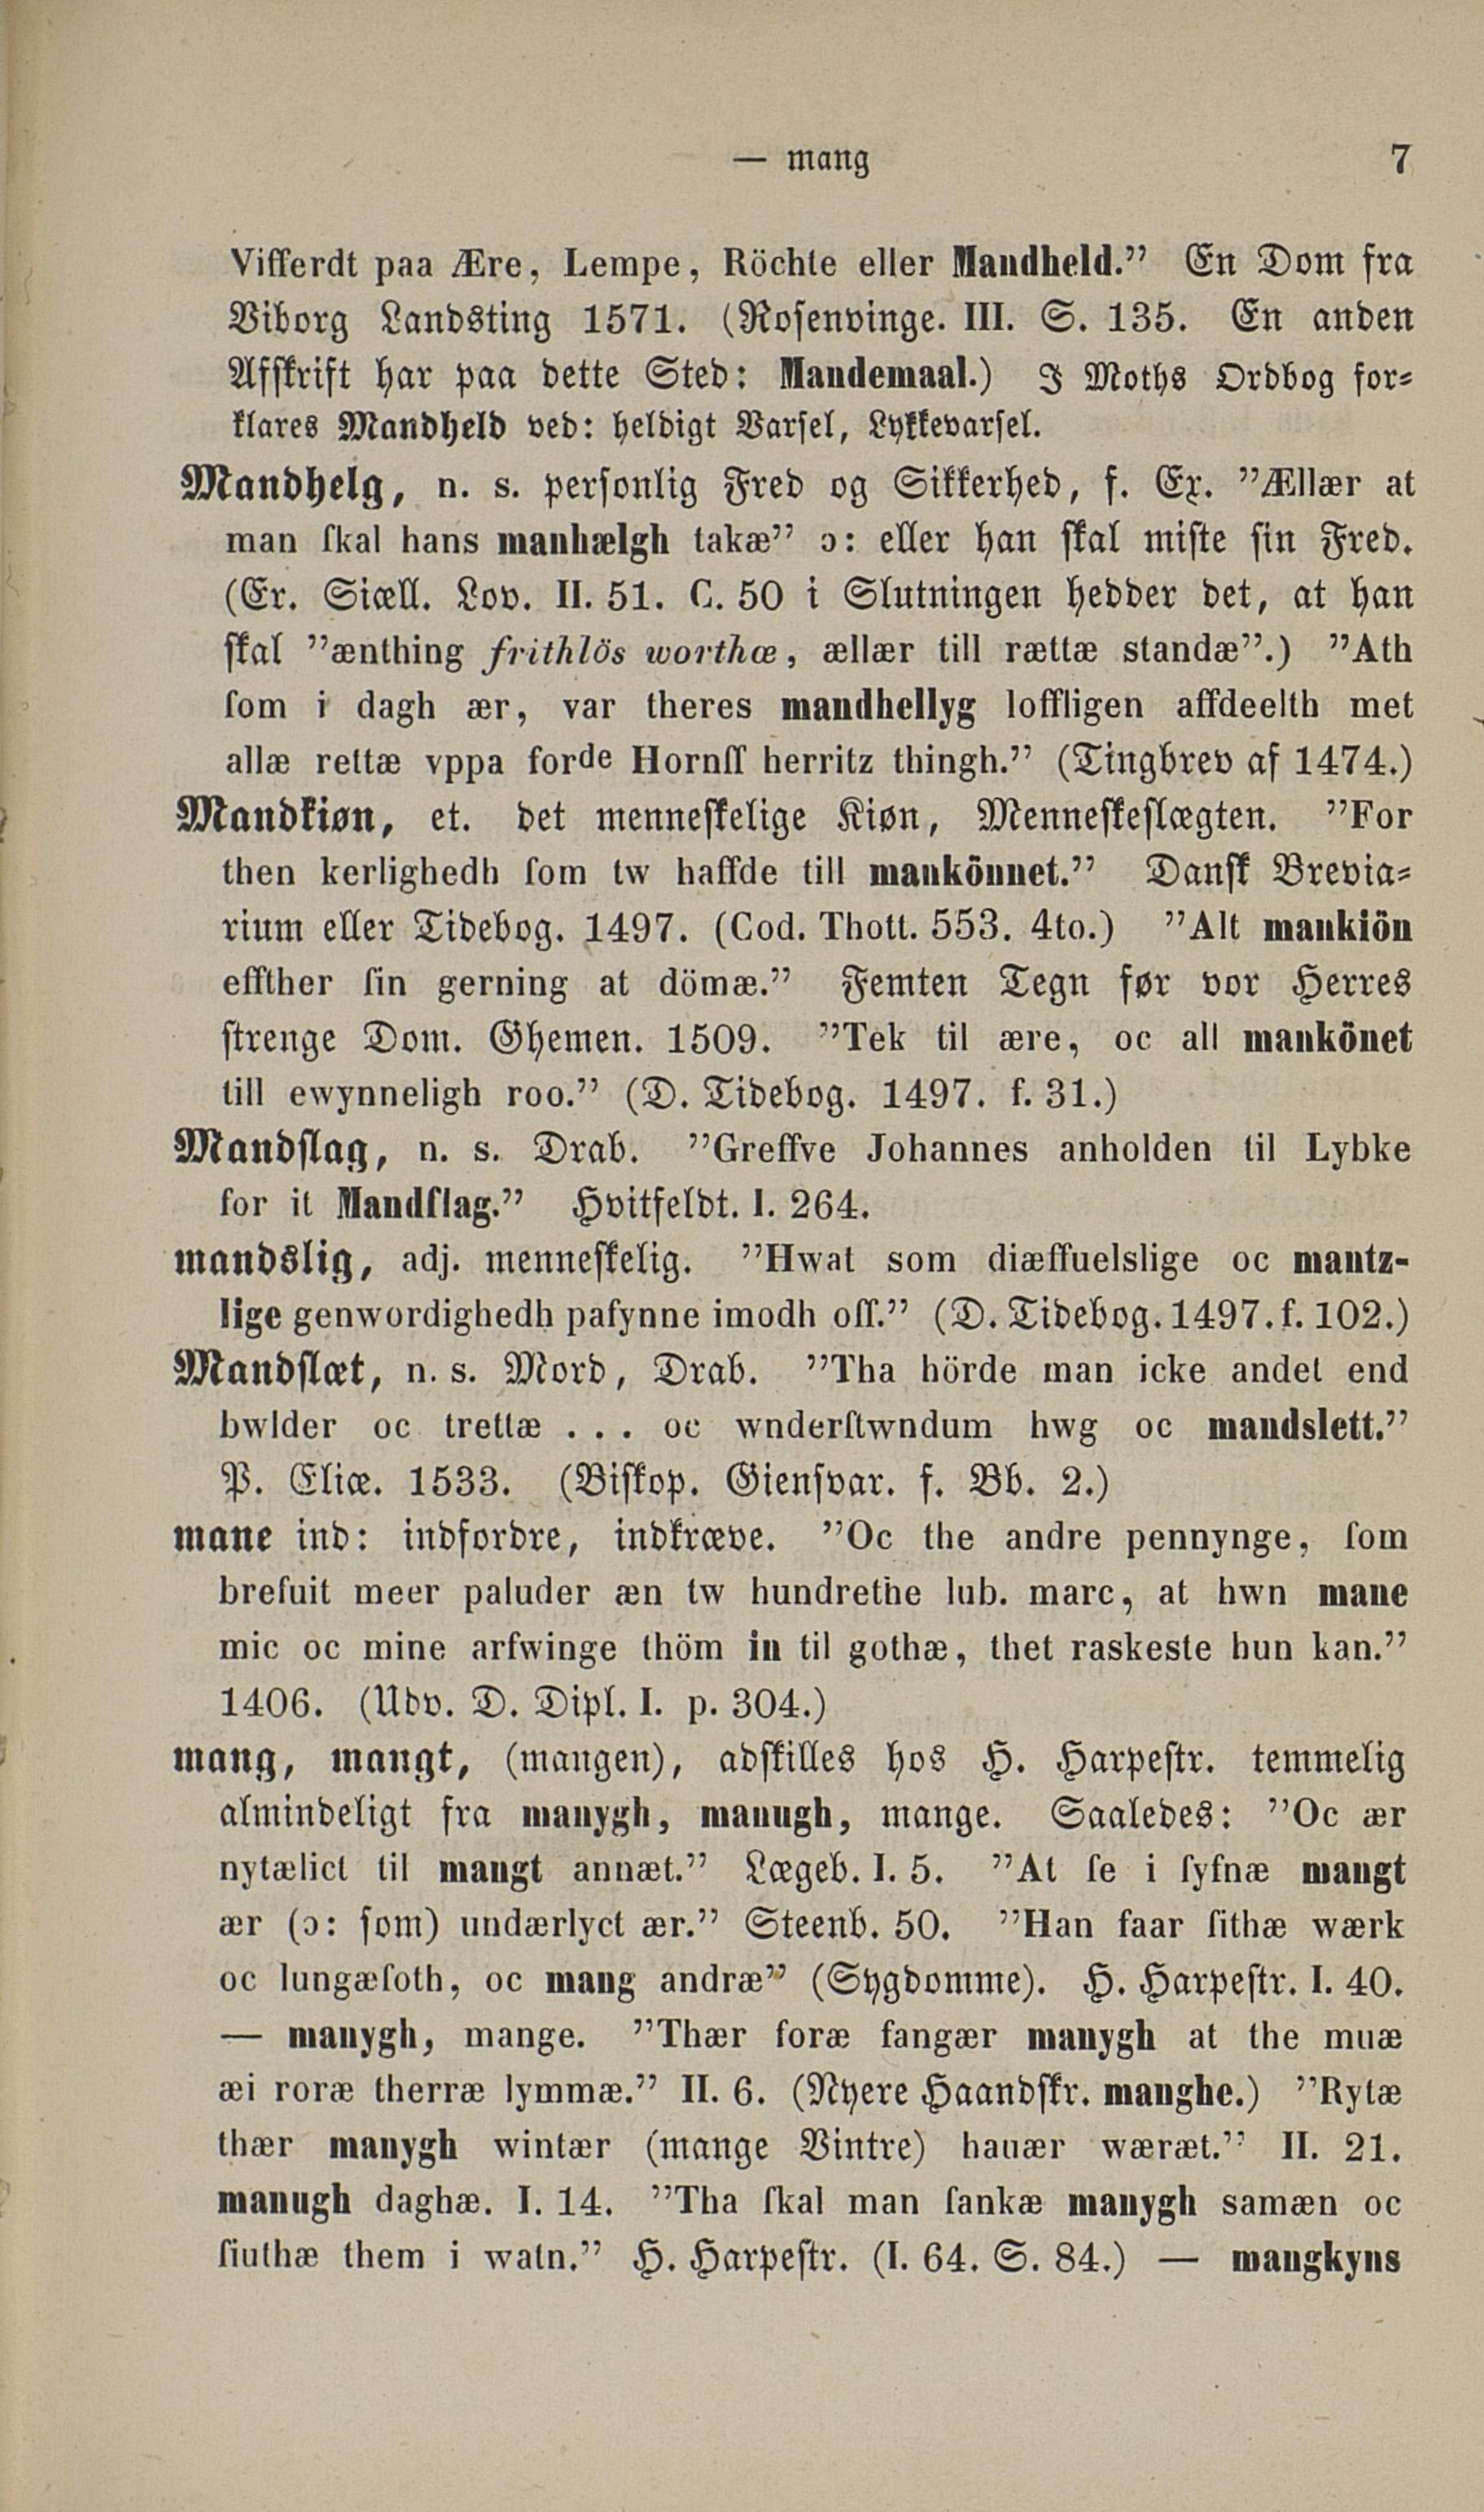 — mang 7
Vifferdt paa Ære, Lempe, Röchte eller Mandheld.” En Dom fra
Viborg Landsting 1571. (Rosenvinge. III. S. 135. En anden
Afskrift har paa dette Sted: Mandemaal.) I Moths Ordbog for-
klares Mandheld ved: heldigt Varsel, Lykkevarsel.
Mandhelg, n. s. personlig Fred og Sikkerhed, f. Ex. ”Ællær at
man ſkal hans manhælgh takæ” ɔ: eller han skal miste sin Fred.
(Er. Siæll. Lov. II. 51. C. 50 i Slutningen hedder det, at han
skal ”ænthing frithlös worthæ, ællær till rættæ standæ”.) ”Ath
ſom i dagh ær, var theres mandhellyg loffligen affdeelth met
allæ rettæ vppa forde Hornſſ herritz thingh.” (Tingbrev af 1474.)
Mandkiøn, et. det menneskelige Kiøn, Menneskeslægten. ”For
then kerlighedh ſom tw haffde till mankönnet.” Dansk Brevia-
rium eller Tidebog. 1497. (Cod. Thott. 553. 4to.) ”Alt mankiön
effther ſin gerning at dömæ.” Femten Tegn før vor Herres
strenge Dom. Ghemen. 1509. ”Tek til ære, oc all mankönet
till ewynneligh roo.” (D. Tidebog. 1497. f. 31.)
Mandslag, n. s. Drab. ”Greffve Johannes anholden til Lybke
for it Mandſlag.” Hvitfeldt. I. 264.
mandslig, adj. menneskelig. ”Hwat som diæffuelslige oc mantz-
lige genwordighedh paſynne imodh oſſ.” (D. Tidebog. 1497. f. 102.)
Mandslæt, n. s. Mord, Drab. ”Tha hörde man icke andet end
bwlder oc trettæ . . . oc wnderſtwndum hwg oc mandslett.”
P. Eliæ. 1533. (Biskop. Giensvar. f. Bb. 2.)
mane ind: indfordre, indkræve. ”Oc the andre pennynge, ſom
breſuit meer paluder æn tw hundrethe lub. marc, at hwn mane
mic oc mine arfwinge thöm in til gothæ, thet raskeste hun kan.”
1406. (Udv. D. Dipl. I. p. 304.)
mang, mangt, (mangen), adskilles hos H. Harpestr. temmelig
almindeligt fra manygh, manugh, mange. Saaledes: ”Oc ær
nytælict til mangt annæt.” Lægeb. I. 5. ”At ſe i ſyſnæ mangt
ær (ɔ: som) undærlyct ær.” Steenb. 50. ”Han faar ſithæ wærk
oc lungæſoth, oc mang andræ” (Sygdomme). H. Harpestr. I. 40.
— manygh, mange. ”Thær foræ fangær manygh at the muæ
æi roræ therræ lymmæ.” II. 6. (Nyere Haandskr. manghe.) ”Rytæ
thær manygh wintær (mange Vintre) hauær wæræt.” II. 21.
manugh daghæ. I. 14. ”Tha ſkal man ſankæ manygh samæn oc
ſiuthæ them i watn.” H. Harpestr. (I. 64. S. 84.) — mangkyns